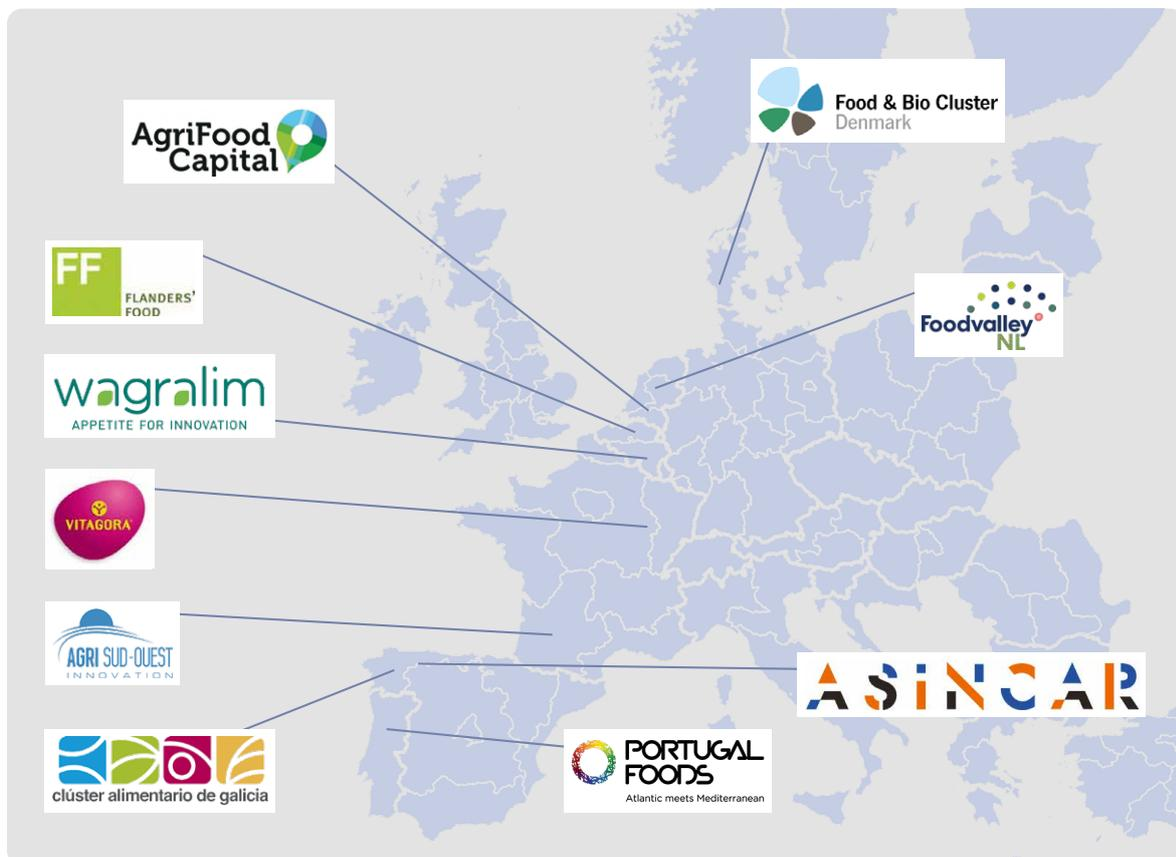 AgriFood
Capital
Food & Bio Cluster
Denmark
FF
FLANDERS'
FOOD
Foodvalley
NL
wagralim
APPETITE FOR INNOVATION
VITAGORA
AGRI SUD-OUEST
INNOVATION
ASINCAR
clúster alimentario de galicia
PORTUGAL
FOODS
Atlantic meets Mediterranean